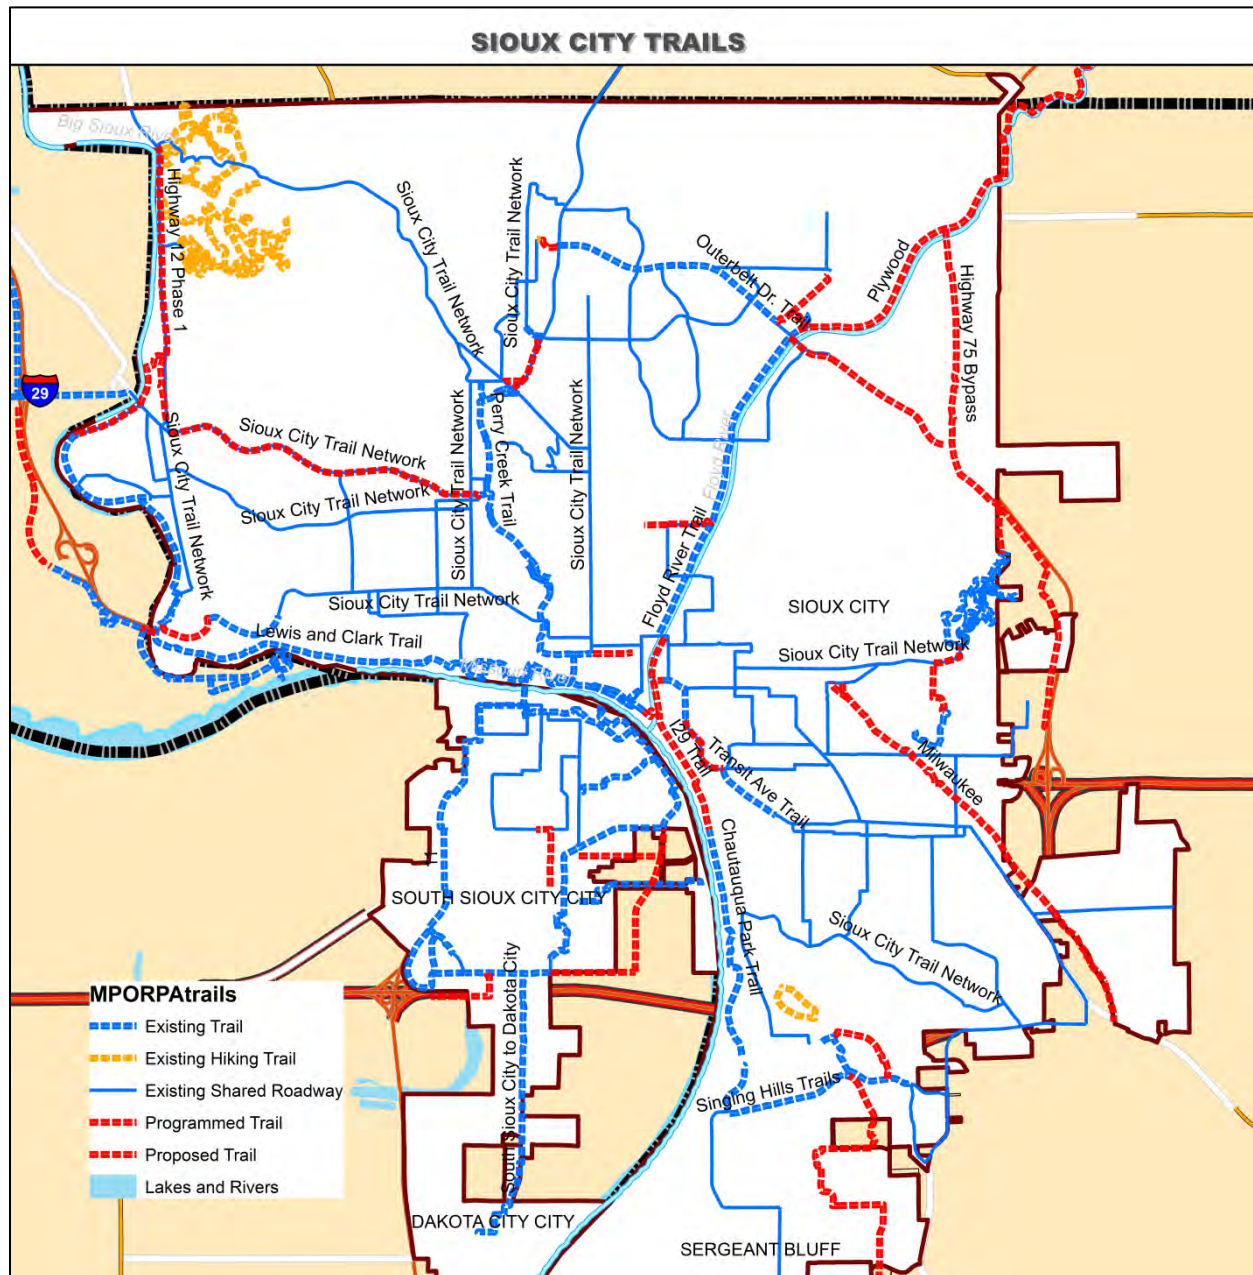 SIOUX CITY TRAILS
Big Sioux River
Highway 12 Phase 1
Sioux City Trail Network
Sioux City Trail Network
Outerbelt Dr. Trail
Plywood
Highway 75 Bypass
29
Sioux City Trail Network
Sioux City Trail Network
Sioux City Trail Network
Perry Creek Trail
Sioux City Trail Network
Sioux City Trail Network
Floyd River
Floyd River Trail
Sioux City Trail Network
SIOUX CITY
Lewis and Clark Trail
Sioux City Trail Network
Missouri River
I29 Trail
Transit Ave Trail
Milwaukee
Chautauqua Park Trail
11
SOUTH SIOUX CITY CITY
Sioux City Trail Network
South Sioux City to Dakota City
Singing Hills Trails
DAKOTA CITY CITY
SERGEANT BLUFF
MPORPAtrails
Existing Trail
Existing Hiking Trail
Existing Shared Roadway
Programmed Trail
Proposed Trail
Lakes and Rivers